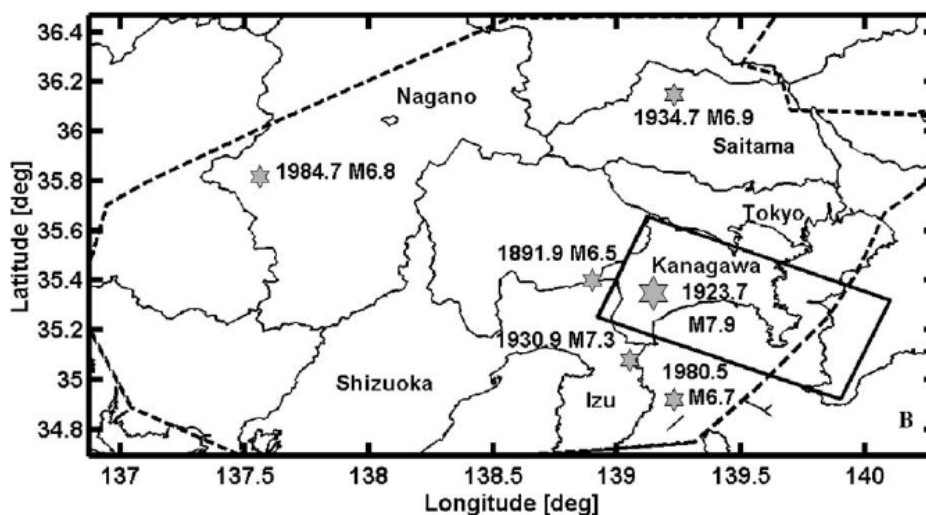 36.4
36.2
36
35.8
35.6
35.4
35.2
35
34.8
Latitude [deg]
Nagano
1934.7 M6.9
Saitama
1984.7 M6.8
Tokyo
1891.9 M6.5
Kanagawa
1923.7
M7.9
1930.9 M7.3
1980.5
M6.7
Shizuoka
Izu
B
137
137.5
138
138.5
139
139.5
140
Longitude [deg]